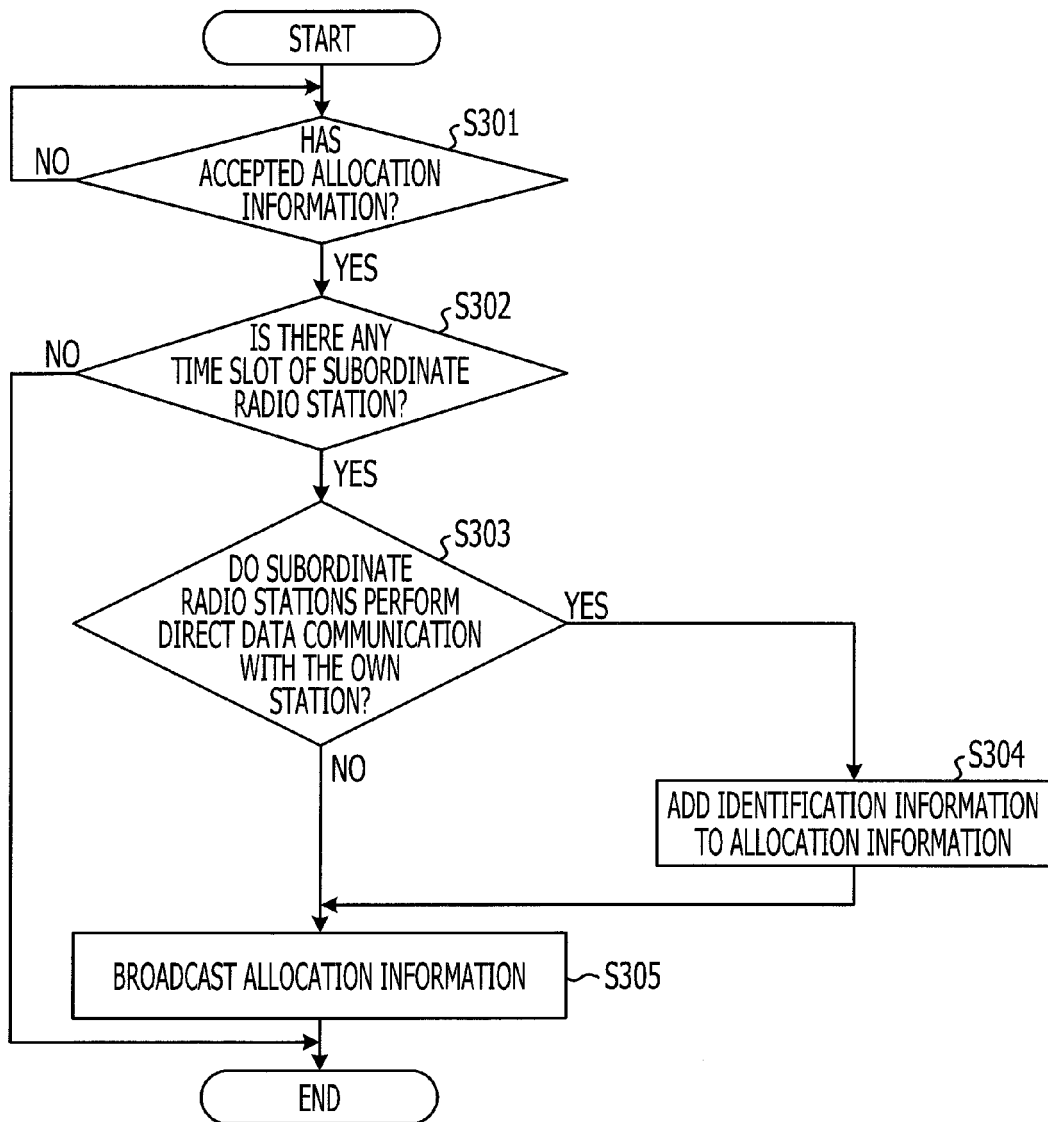 START
S301
HAS
ACCEPTED ALLOCATION
INFORMATION?
NO
YES
S302
IS THERE ANY
TIME SLOT OF SUBORDINATE
RADIO STATION?
NO
YES
S303
DO SUBORDINATE
RADIO STATIONS PERFORM
DIRECT DATA COMMUNICATION
WITH THE OWN
STATION?
YES
NO
S304
ADD IDENTIFICATION INFORMATION
TO ALLOCATION INFORMATION
BROADCAST ALLOCATION INFORMATION
S305
END